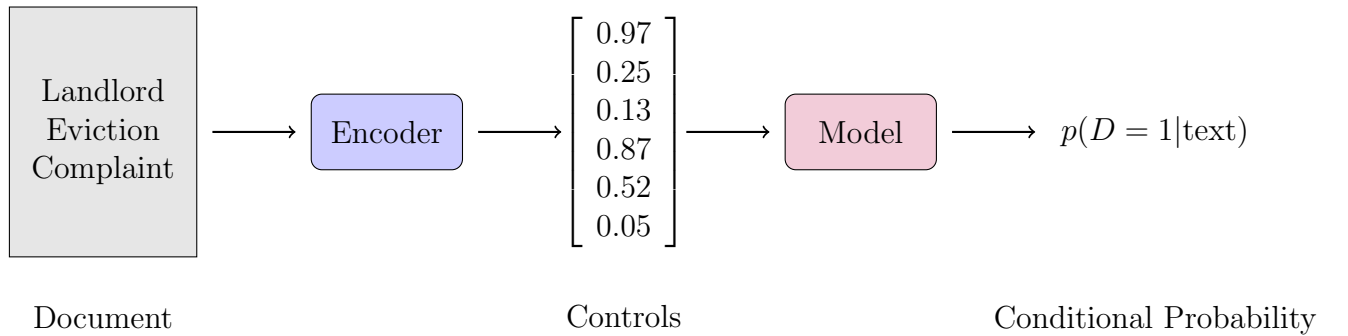 Landlord
Eviction
Complaint
Encoder
0.97
0.25
0.13
0.87
0.52
0.05
Model
p(D = 1|text)
Document
Controls
Conditional Probability